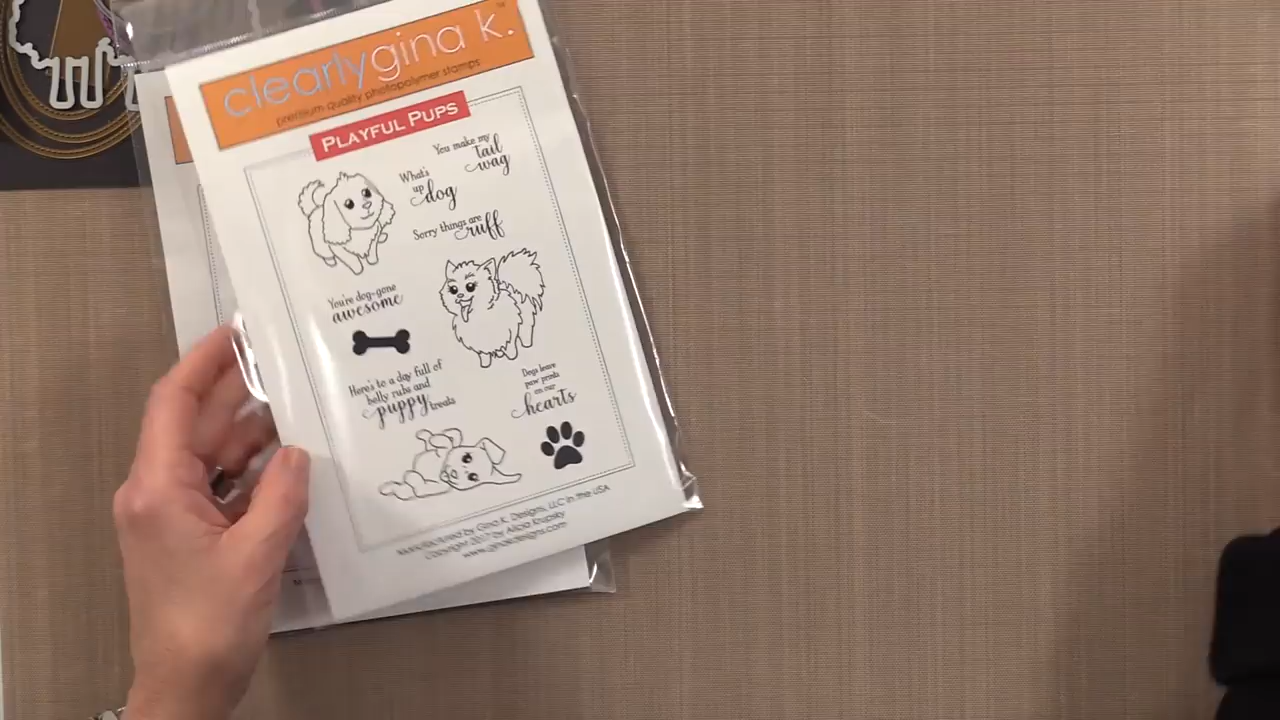 clearlygina k.™
premium quality photopolymer stamps
PLAYFUL PUPS
You make my
tail
wag
What's
up
dog
Sorry things are
ruff
You're dog-gone
awesome
Here's to a day full of
belly rubs and
puppy treats
Dogs leave
paw prints
on our
hearts
Manufactured by Gina K. Designs, LLC in the USA
Copyright 2017 by Alicia Krupsky
www.ginakdesigns.com
M